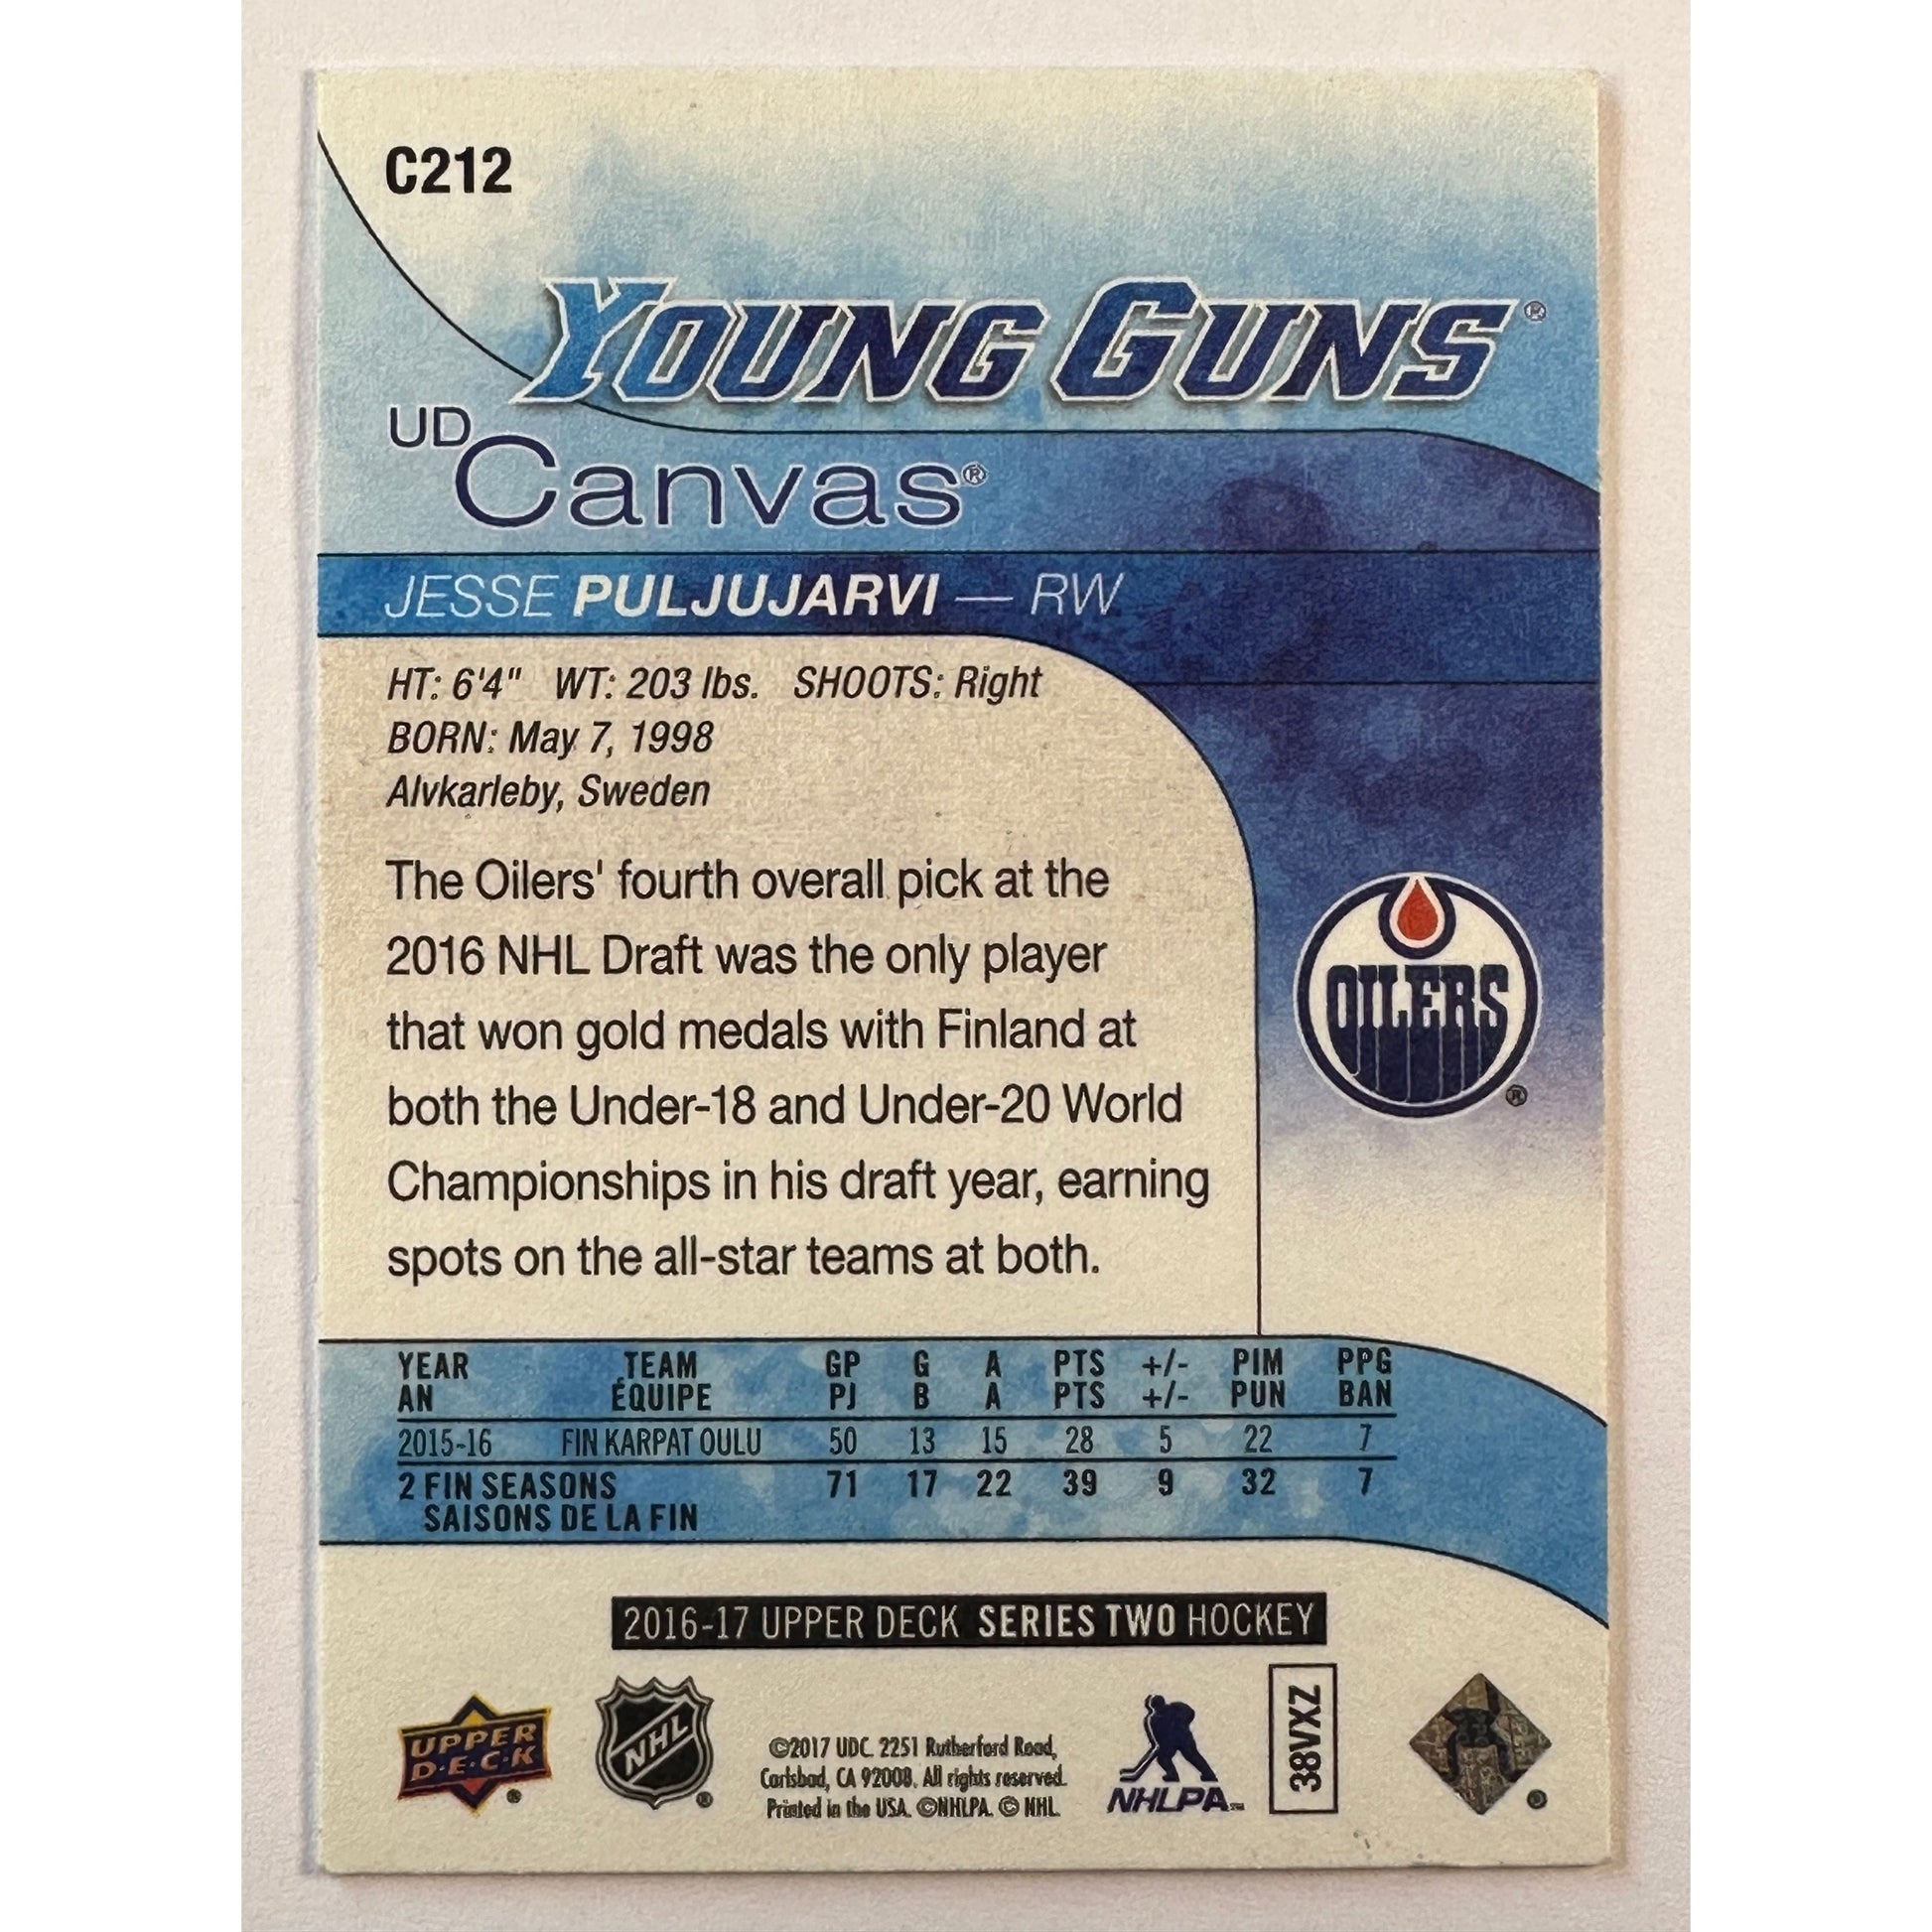 C212
YOUNG GUNS®
UD Canvas®
JESSE PULJUJARVI — RW
HT: 6'4" WT: 203 lbs. SHOOTS: Right
BORN: May 7, 1998
Alvkarleby, Sweden
The Oilers' fourth overall pick at the
2016 NHL Draft was the only player
that won gold medals with Finland at
both the Under-18 and Under-20 World
Championships in his draft year, earning
spots on the all-star teams at both.
OILERS
®
YEAR TEAM GP G A PTS +/- PIM PPG
AN ÉQUIPE PJ B A PTS +/- PUN BAN
2015-16 FIN KARPAT OULU 50 13 15 28 5 22 7
2 FIN SEASONS 71 17 22 39 9 32 7
SAISONS DE LA FIN
2016-17 UPPER DECK SERIES TWO HOCKEY
UPPER
D·E·C·K
®
NHL
®
©2017 UDC. 2251 Rutherford Road,
Carlsbad, CA 92008. All rights reserved.
Printed in the USA. ©NHLPA. © NHL.
NHLPA™
38VXZ